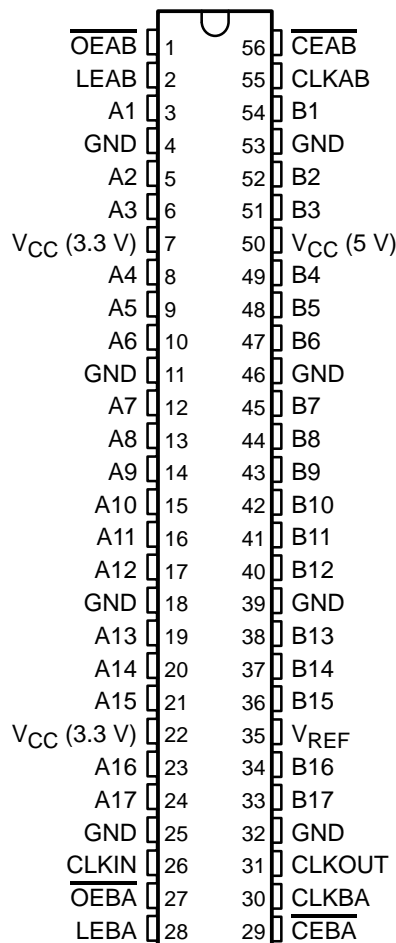 O̅E̅A̅B̅ 1 56 C̅E̅A̅B̅
LEAB 2 55 CLKAB
A1 3 54 B1
GND 4 53 GND
A2 5 52 B2
A3 6 51 B3
VCC (3.3 V) 7 50 VCC (5 V)
A4 8 49 B4
A5 9 48 B5
A6 10 47 B6
GND 11 46 GND
A7 12 45 B7
A8 13 44 B8
A9 14 43 B9
A10 15 42 B10
A11 16 41 B11
A12 17 40 B12
GND 18 39 GND
A13 19 38 B13
A14 20 37 B14
A15 21 36 B15
VCC (3.3 V) 22 35 VREF
A16 23 34 B16
A17 24 33 B17
GND 25 32 GND
CLKIN 26 31 CLKOUT
O̅E̅B̅A̅ 27 30 CLKBA
LEBA 28 29 C̅E̅B̅A̅